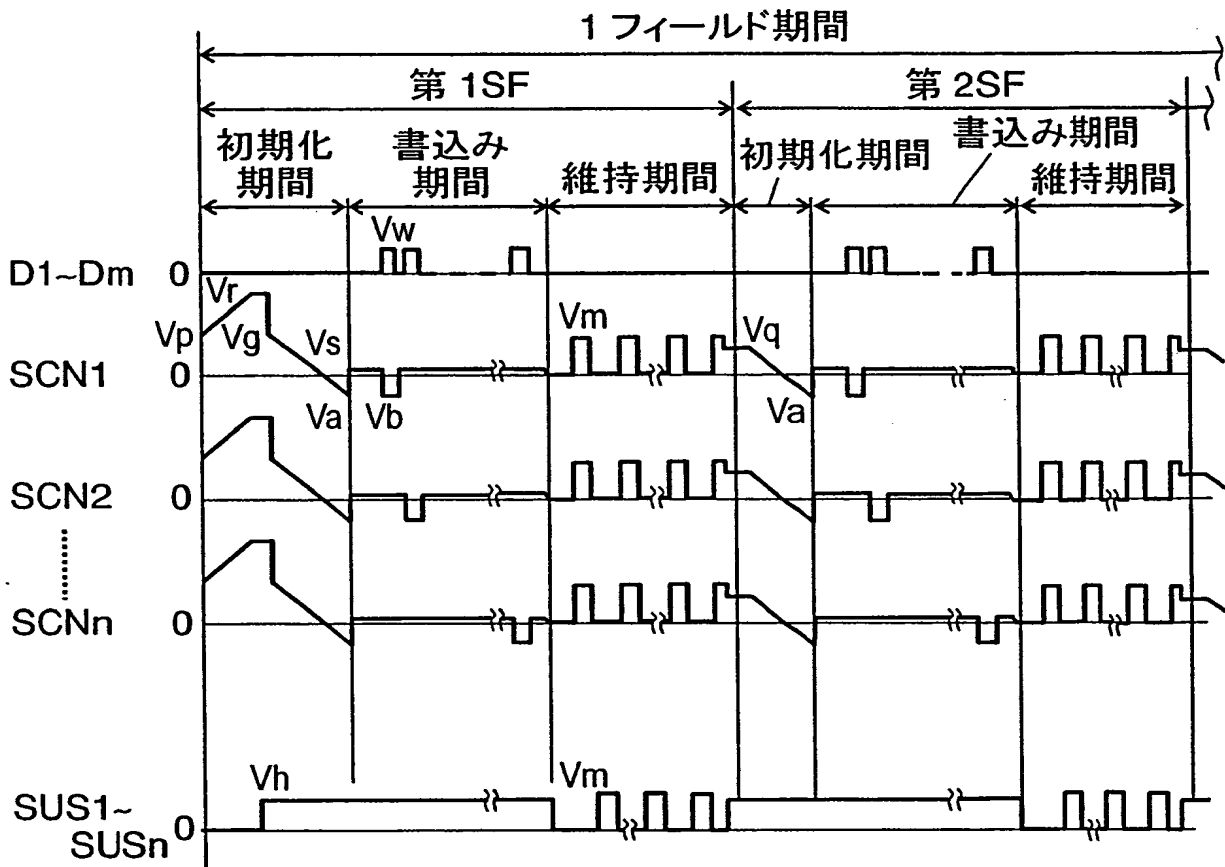 1フィールド期間
第1SF
第2SF
初期化
期間
書込み
期間
維持期間
初期化期間
書込み期間
維持期間
D1~Dm
0
Vw
Vr
Vp
Vg
Vs
Vm
Vq
SCN1
0
Va
Vb
Va
SCN2
0
SCNn
0
Vh
Vm
SUS1~
SUSn
0